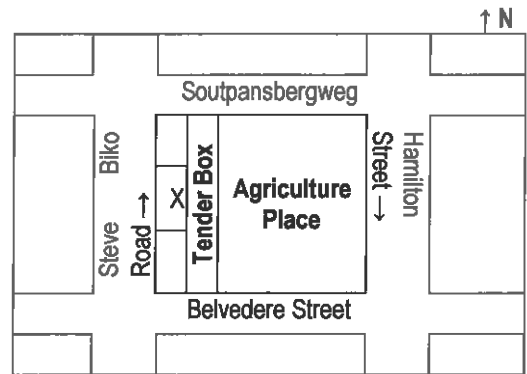 ↑ N
Soutpansbergweg
Steve Biko
Road →
X
Tender Box
Agriculture
Place
Hamilton
Street →
Belvedere Street